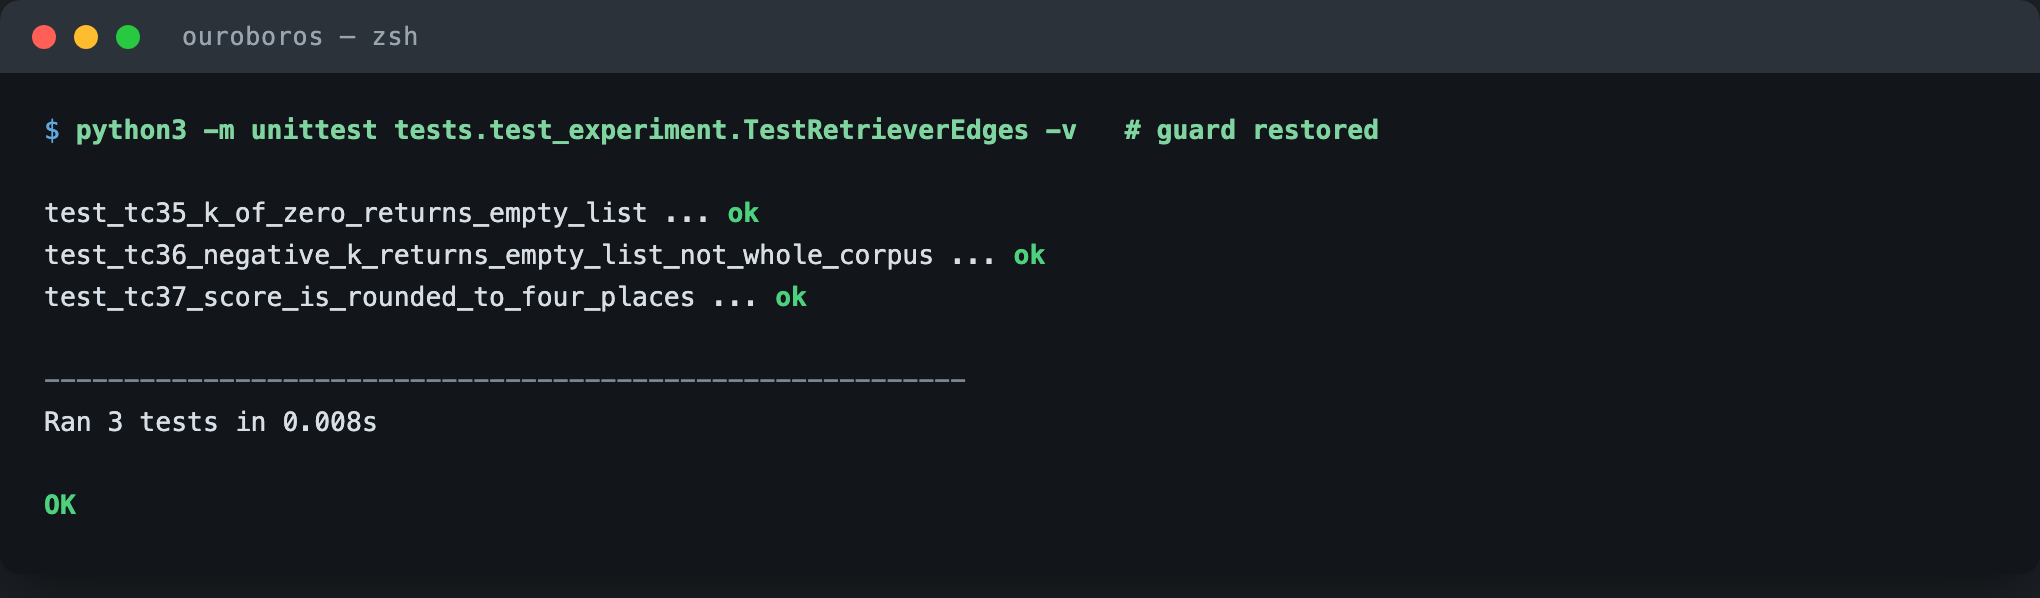 ouroboros — zsh
$ python3 -m unittest tests.test_experiment.TestRetrieverEdges -v   # guard restored
test_tc35_k_of_zero_returns_empty_list ... ok
test_tc36_negative_k_returns_empty_list_not_whole_corpus ... ok
test_tc37_score_is_rounded_to_four_places ... ok
----------------------------------------------------------
Ran 3 tests in 0.008s
OK